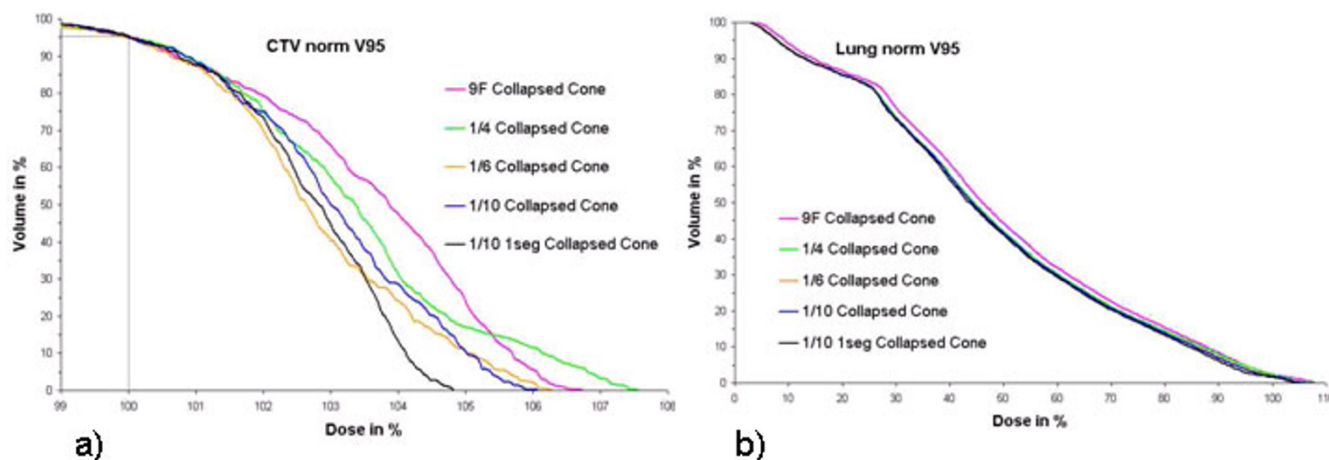 CTV norm V95
Volume in %
100
90
80
70
60
50
40
30
20
10
0
9F Collapsed Cone
1/4 Collapsed Cone
1/6 Collapsed Cone
1/10 Collapsed Cone
1/10 1seg Collapsed Cone
99 100 101 102 103 104 105 106 107 108
Dose in %
a)
Lung norm V95
Volume in %
100
90
80
70
60
50
40
30
20
10
0
9F Collapsed Cone
1/4 Collapsed Cone
1/6 Collapsed Cone
1/10 Collapsed Cone
1/10 1seg Collapsed Cone
0 10 20 30 40 50 60 70 80 90 100 11
Dose in %
b)